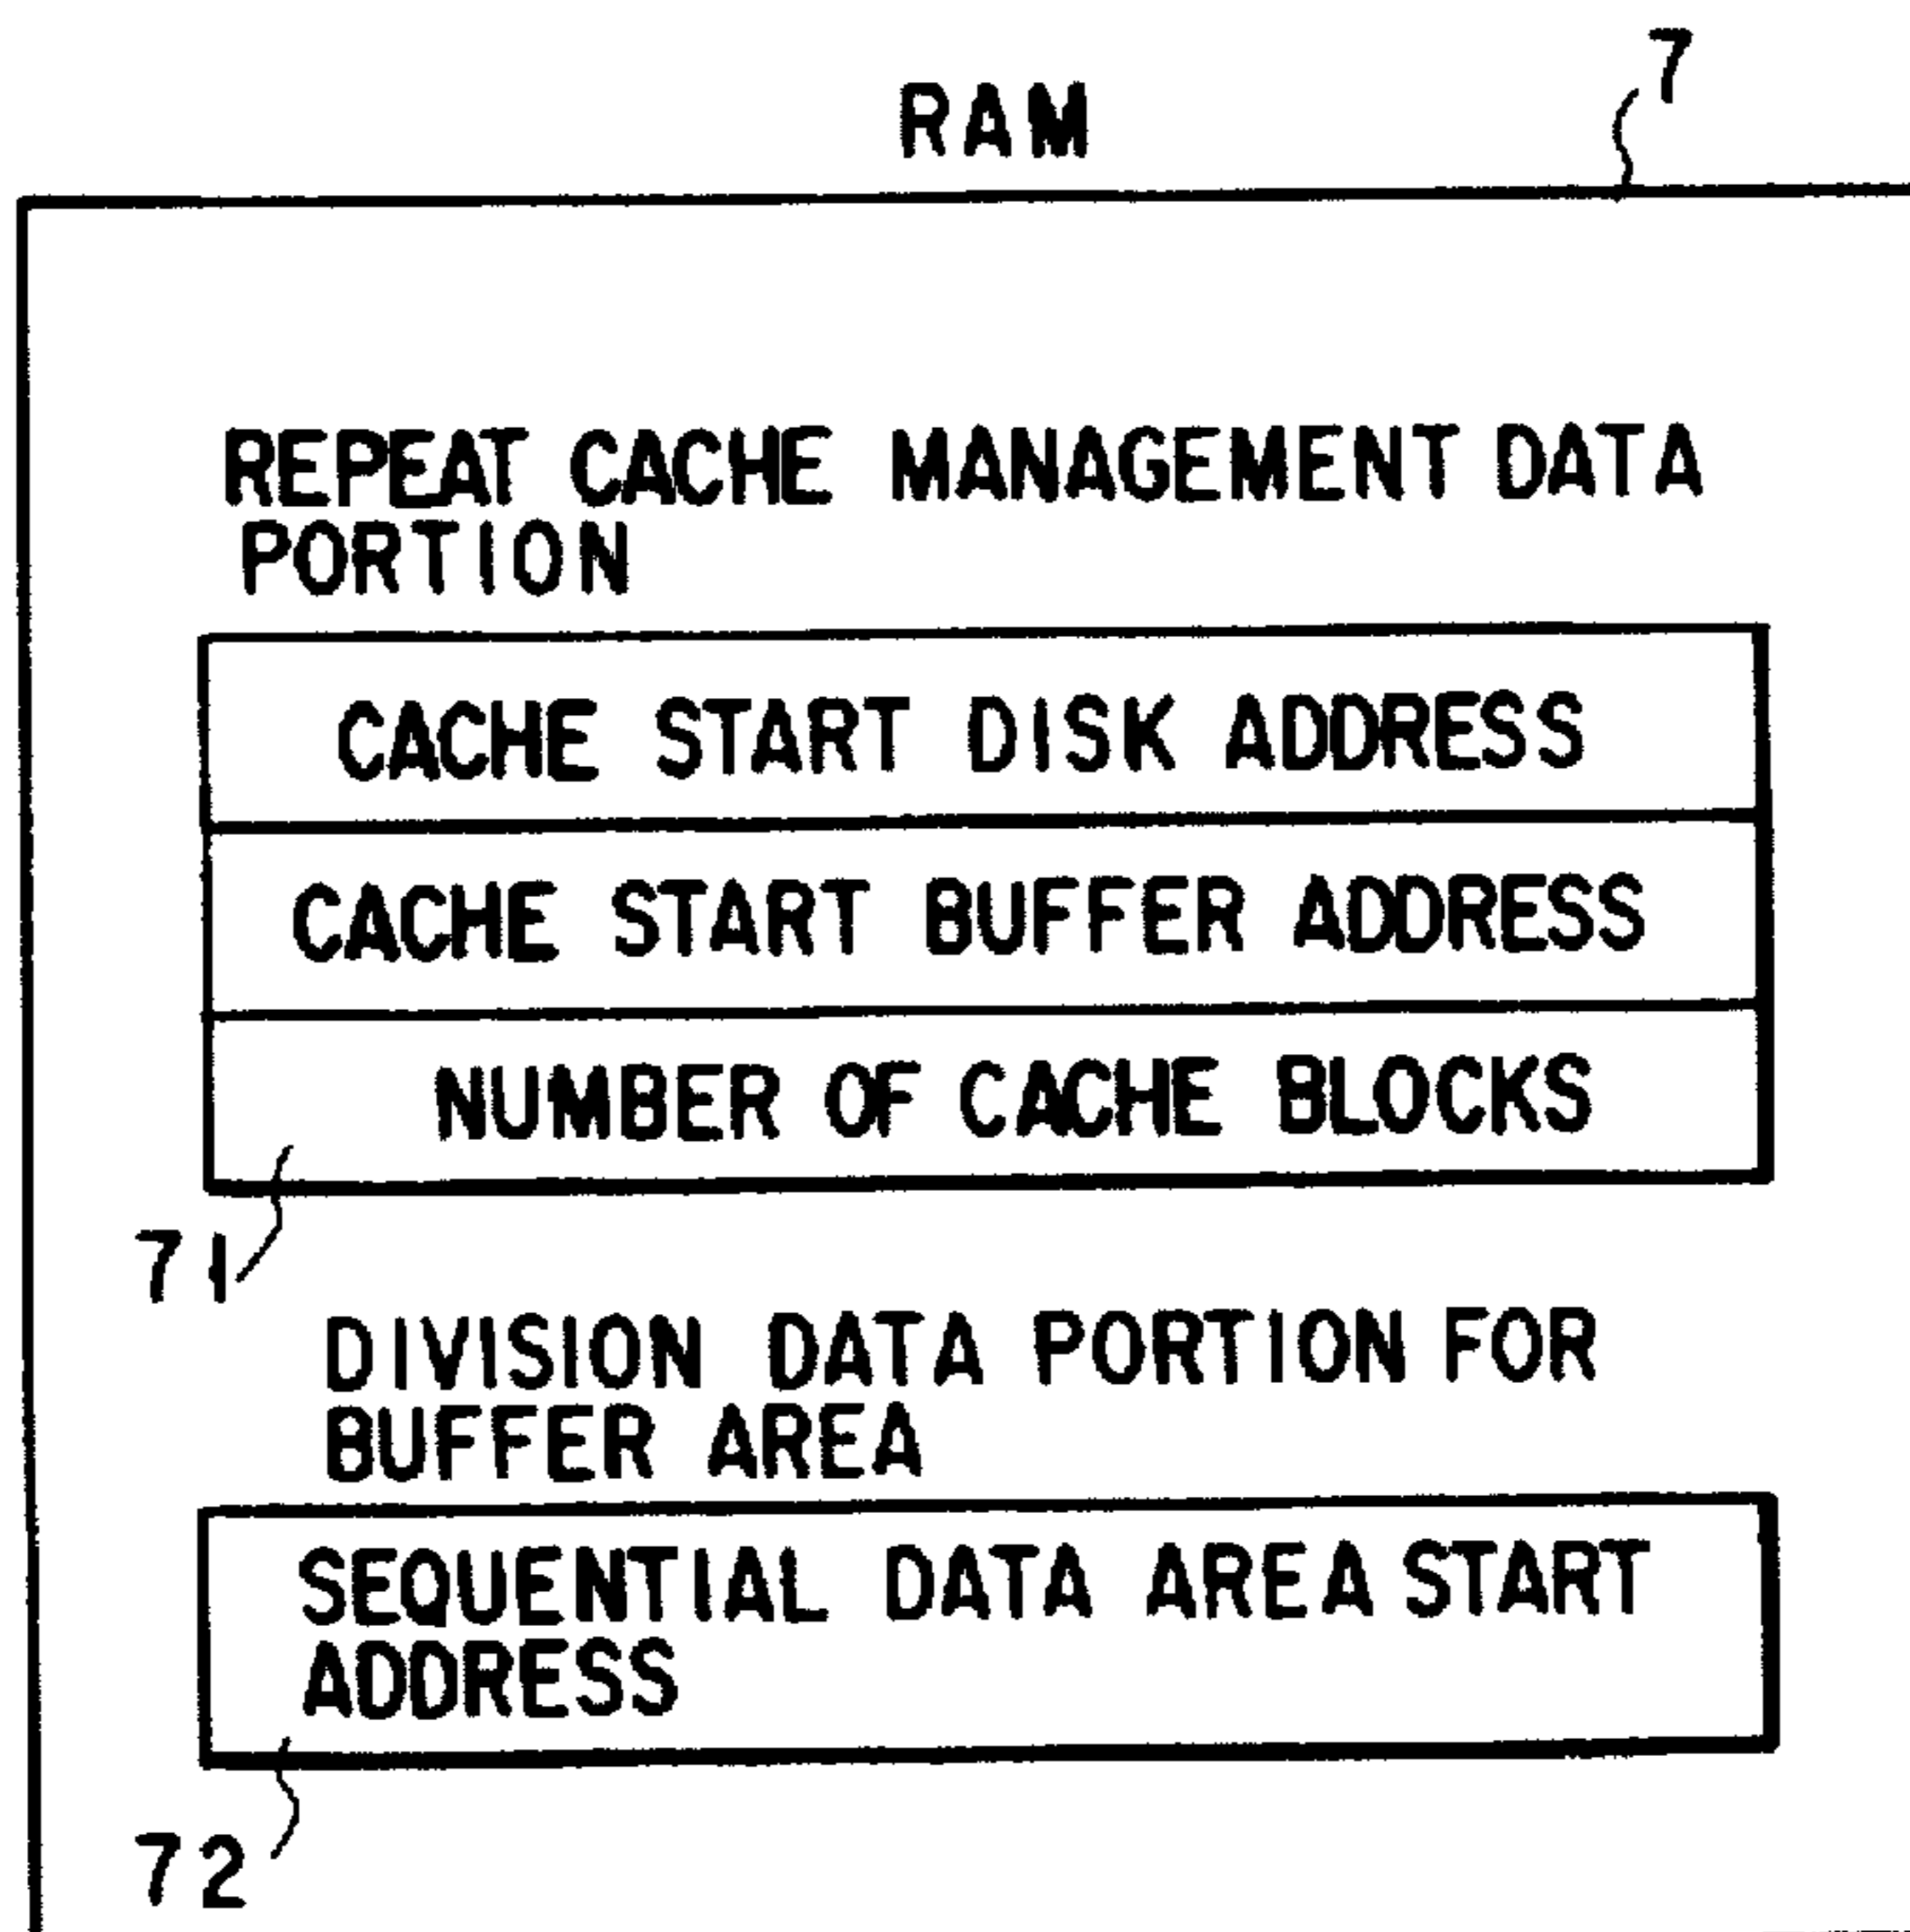 7
RAM
REPEAT CACHE MANAGEMENT DATA
PORTION
CACHE START DISK ADDRESS
CACHE START BUFFER ADDRESS
NUMBER OF CACHE BLOCKS
71
DIVISION DATA PORTION FOR
BUFFER AREA
SEQUENTIAL DATA AREA START
ADDRESS
72